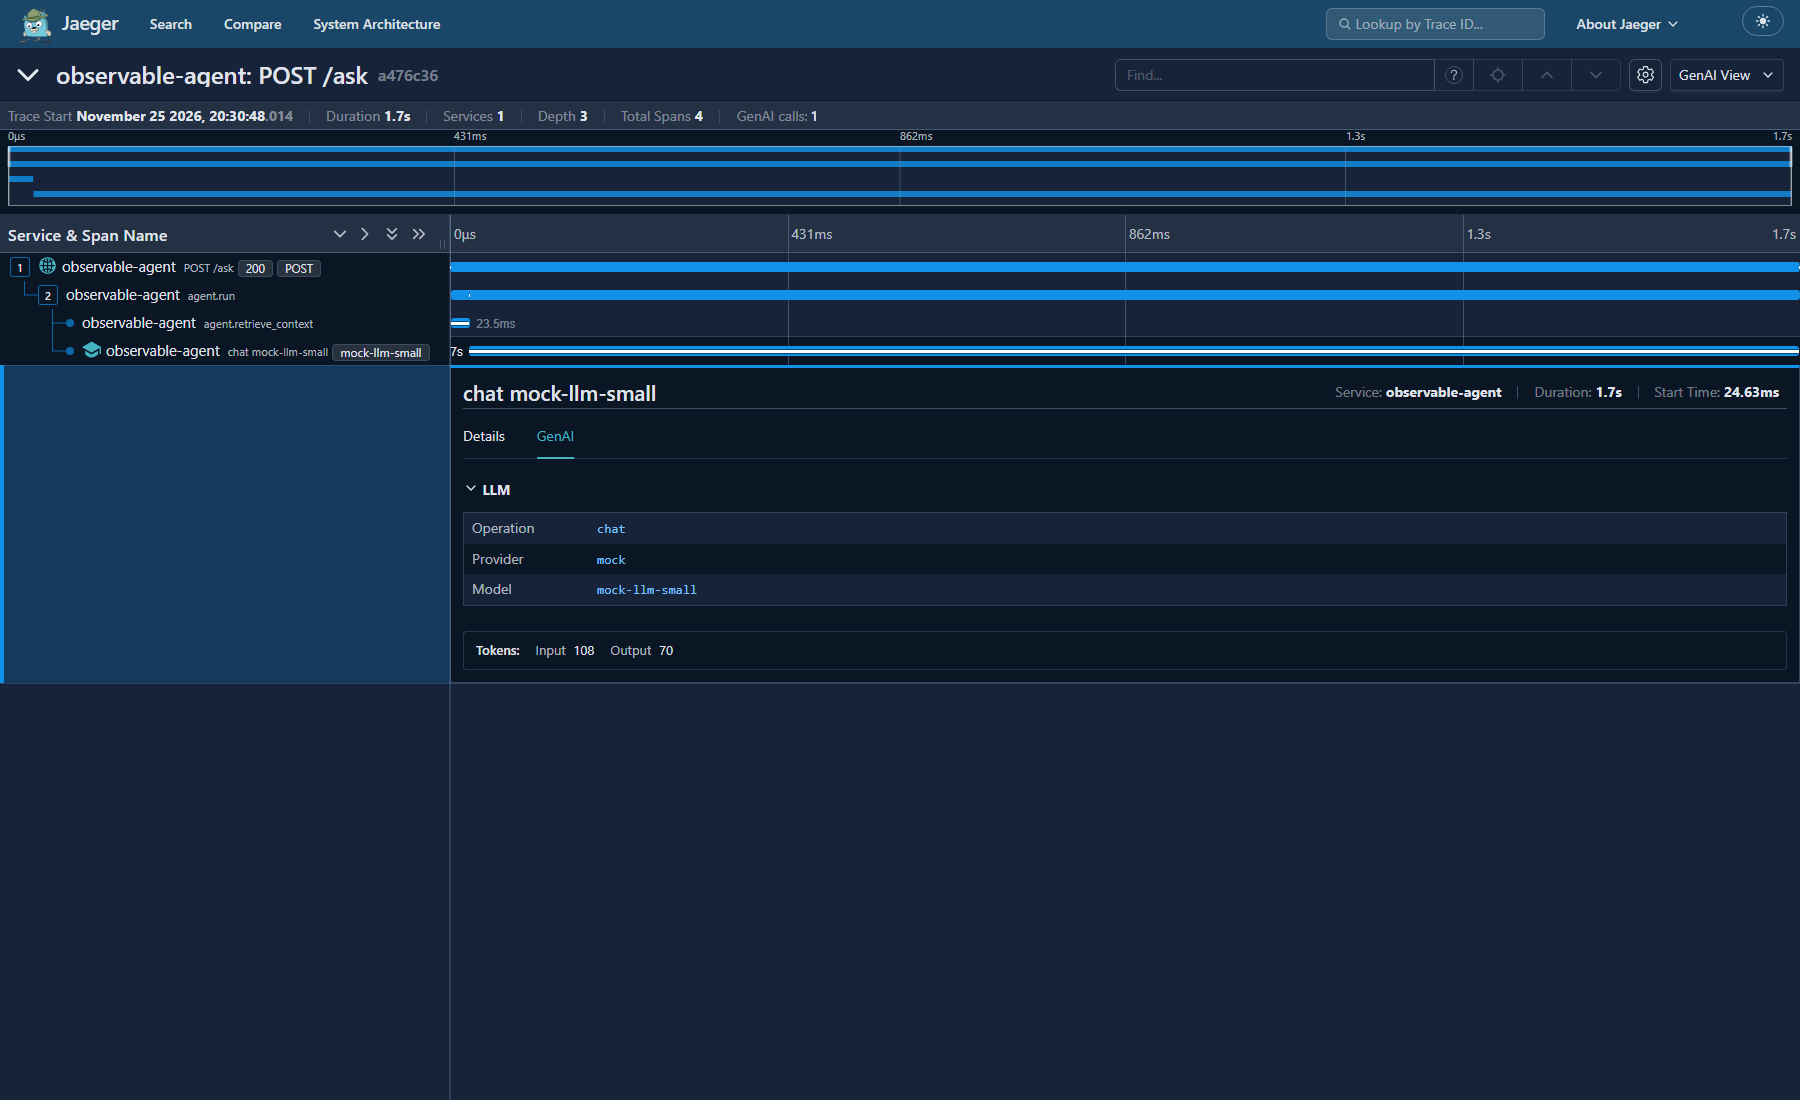 Jaeger Search Compare System Architecture Lookup by Trace ID... About Jaeger
observable-agent: POST /ask a476c36 Find... ? GenAI View
Trace Start November 25 2026, 20:30:48.014 Duration 1.7s Services 1 Depth 3 Total Spans 4 GenAI calls: 1
0μs 431ms 862ms 1.3s 1.7s
Service & Span Name 0μs 431ms 862ms 1.3s 1.7s
1 observable-agent POST /ask 200 POST
2 observable-agent agent.run
observable-agent agent.retrieve_context 23.5ms
observable-agent chat mock-llm-small mock-llm-small 7s
chat mock-llm-small Service: observable-agent Duration: 1.7s Start Time: 24.63ms
Details GenAI
LLM
Operation chat
Provider mock
Model mock-llm-small
Tokens: Input 108 Output 70